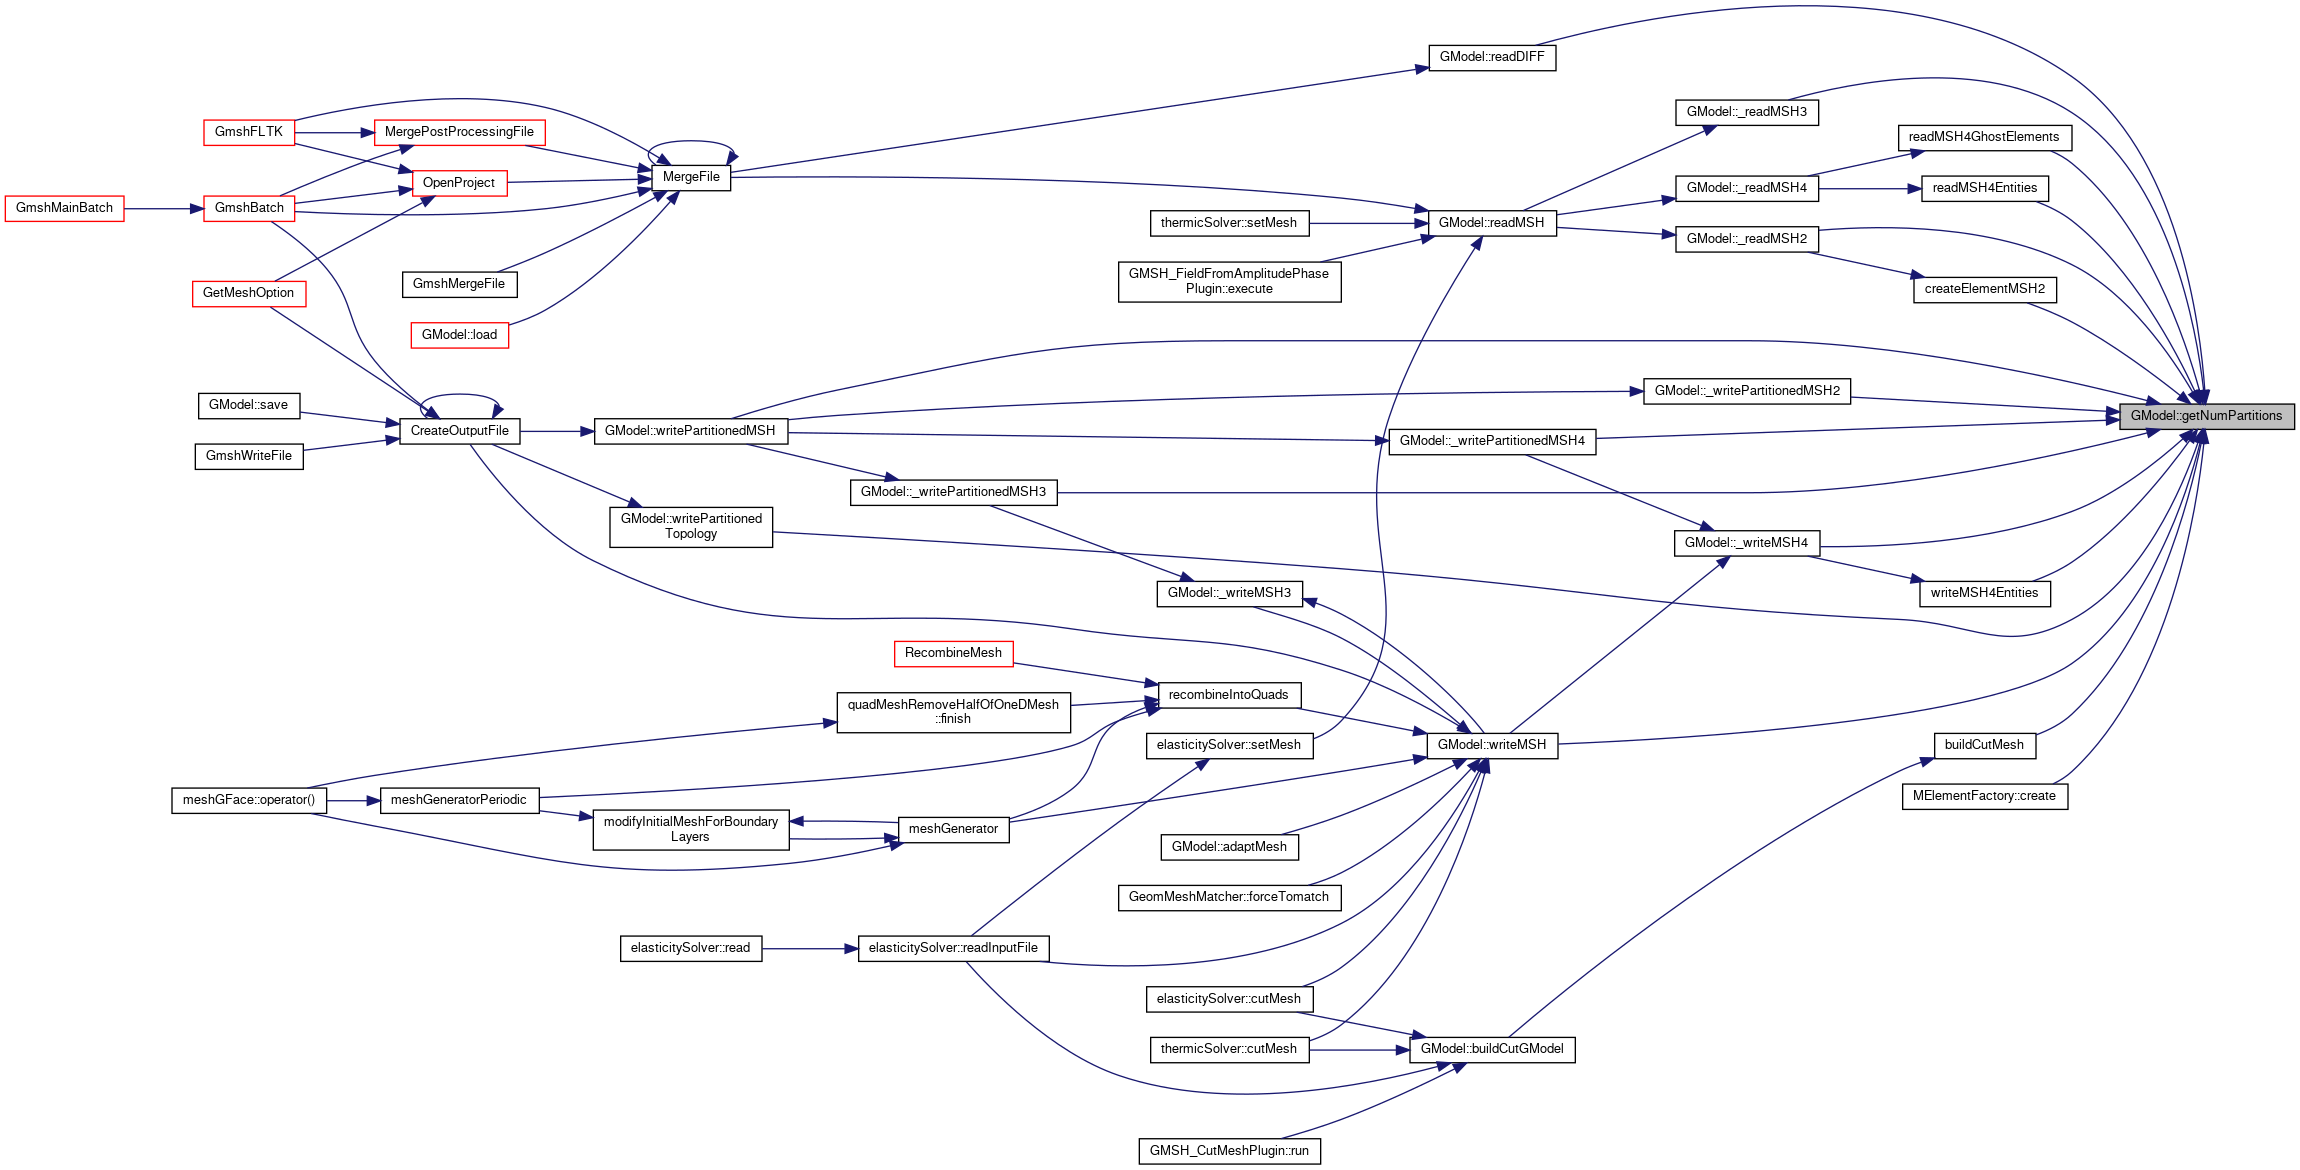 GModel::readDIFF
GModel::_readMSH3
GmshFLTK
MergePostProcessingFile
readMSH4GhostElements
MergeFile
OpenProject
GModel::_readMSH4
readMSH4Entities
GmshMainBatch
GmshBatch
thermicSolver::setMesh
GModel::readMSH
GModel::_readMSH2
GMSH_FieldFromAmplitudePhase
Plugin::execute
GmshMergeFile
createElementMSH2
GetMeshOption
GModel::load
GModel::_writePartitionedMSH2
GModel::save
GModel::getNumPartitions
CreateOutputFile
GModel::writePartitionedMSH
GModel::_writePartitionedMSH4
GmshWriteFile
GModel::_writePartitionedMSH3
GModel::writePartitioned
Topology
GModel::_writeMSH4
GModel::_writeMSH3
writeMSH4Entities
RecombineMesh
recombineIntoQuads
quadMeshRemoveHalfOfOneDMesh
::finish
elasticitySolver::setMesh
GModel::writeMSH
buildCutMesh
meshGFace::operator()
meshGeneratorPeriodic
MElementFactory::create
modifyInitialMeshForBoundary
Layers
meshGenerator
GModel::adaptMesh
GeomMeshMatcher::forceTomatch
elasticitySolver::read
elasticitySolver::readInputFile
elasticitySolver::cutMesh
thermicSolver::cutMesh
GModel::buildCutGModel
GMSH_CutMeshPlugin::run